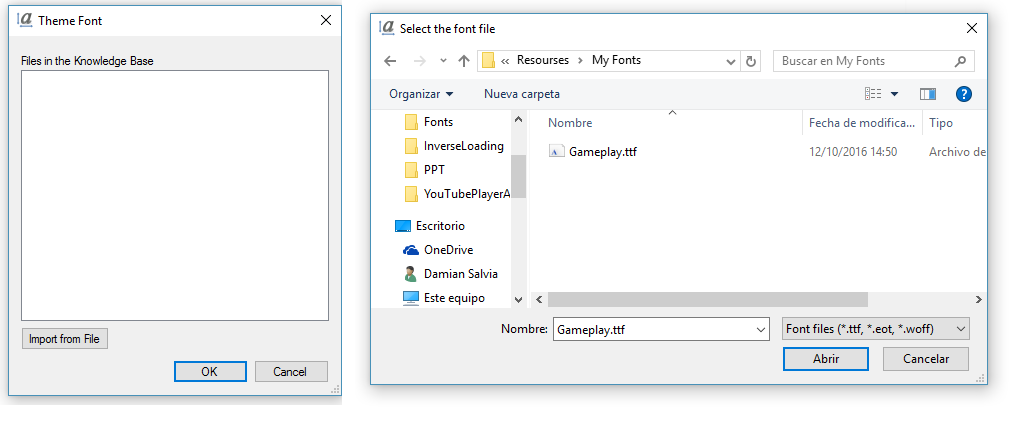 Theme Font
Files in the Knowledge Base
Import from File
OK
Cancel
Select the font file
« Resourses > My Fonts
Buscar en My Fonts
Organizar
Nueva carpeta
Fonts
InverseLoading
PPT
YouTubePlayerA
Escritorio
OneDrive
Damian Salvia
Este equipo
Nombre
Fecha de modifica...
Tipo
Gameplay.ttf
12/10/2016 14:50
Archivo de
Nombre:
Gameplay.ttf
Font files (*.ttf, *.eot, *.woff)
Abrir
Cancelar